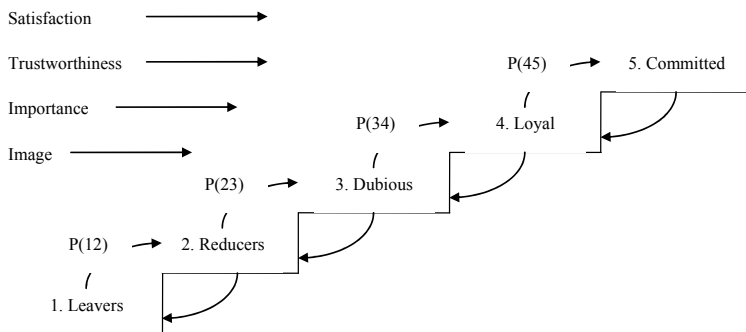 Satisfaction
Trustworthiness
P(45)
5. Committed
Importance
P(34)
4. Loyal
Image
P(23)
3. Dubious
P(12)
2. Reducers
1. Leavers